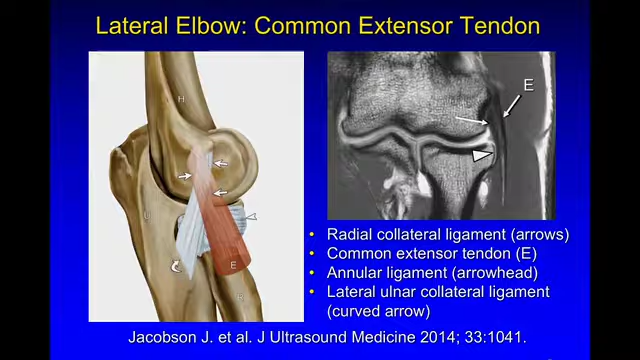 Lateral Elbow: Common Extensor Tendon
H
U
E
R
E
• Radial collateral ligament (arrows)
• Common extensor tendon (E)
• Annular ligament (arrowhead)
• Lateral ulnar collateral ligament
(curved arrow)
Jacobson J. et al. J Ultrasound Medicine 2014; 33:1041.